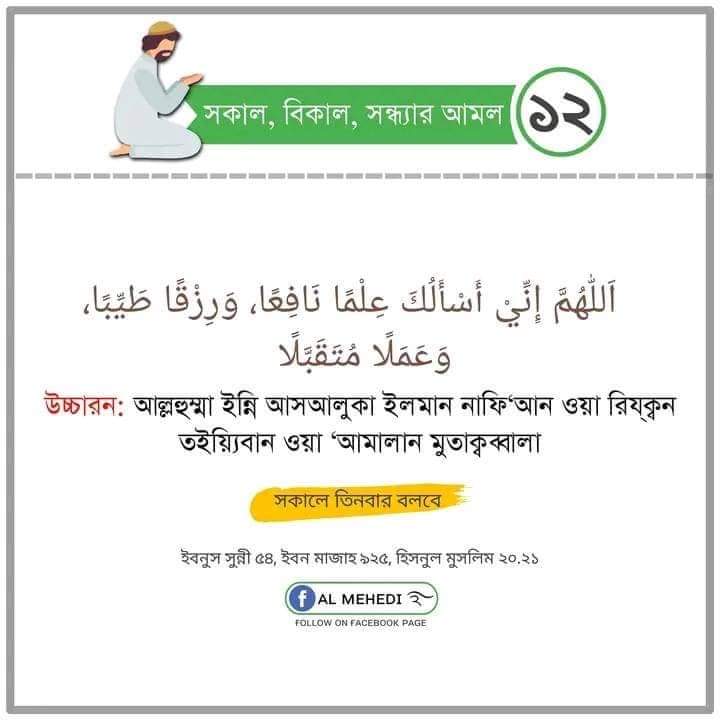 সকাল, বিকাল, সন্ধ্যার আমল ১২
اَللّٰهُمَّ إِنِّيْ أَسْأَلُكَ عِلْمًا نَافِعًا، وَرِزْقًا طَيِّبًا،
وَعَمَلًا مُتَقَبَّلًا
উচ্চারন: আল্লহুম্মা ইন্নি আসআলুকা ইলমান নাফি‘আন ওয়া রিয্‌ক্বন
তইয়্যিবান ওয়া ‘আমালান মুতাক্বব্বালা
সকালে তিনবার বলবে
ইবনুস সুন্নী ৫৪, ইবন মাজাহ ৯২৫, হিসনুল মুসলিম ২০.২১
f AL MEHEDI
FOLLOW ON FACEBOOK PAGE